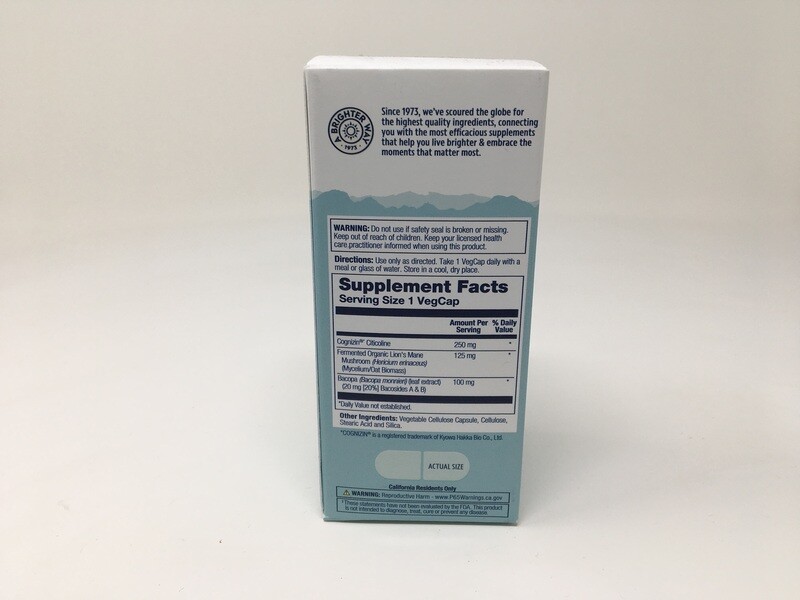 A BRIGHTER WAY
· 1973 ·
Since 1973, we've scoured the globe for
the highest quality ingredients, connecting
you with the most efficacious supplements
that help you live brighter & embrace the
moments that matter most.
WARNING: Do not use if safety seal is broken or missing.
Keep out of reach of children. Keep your licensed health
care practitioner informed when using this product.
Directions: Use only as directed. Take 1 VegCap daily with a
meal or glass of water. Store in a cool, dry place.
Supplement Facts
Serving Size 1 VegCap
Amount Per Serving % Daily Value
Cognizin®* Citicoline 250 mg *
Fermented Organic Lion's Mane 125 mg *
Mushroom (Hericium erinaceus)
(Mycelium/Oat Biomass)
Bacopa (Bacopa monnieri) (leaf extract) 100 mg *
(20 mg [20%] Bacosides A & B)
*Daily Value not established.
Other Ingredients: Vegetable Cellulose Capsule, Cellulose,
Stearic Acid and Silica.
*COGNIZIN® is a registered trademark of Kyowa Hakka Bio Co., Ltd.
ACTUAL SIZE
California Residents Only
⚠ WARNING: Reproductive Harm - www.P65Warnings.ca.gov
*These statements have not been evaluated by the FDA. This product
is not intended to diagnose, treat, cure or prevent any disease.